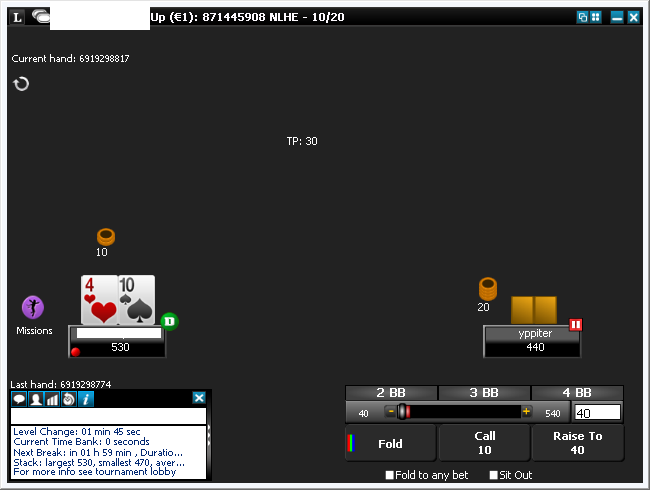 L Up (€1): 871445908 NLHE - 10/20
Current hand: 6919298817
TP: 30
10
4 10
20
D
Missions
yppiter
530
440
Last hand: 6919298774
2 BB 3 BB 4 BB
40 - + 540 40
Level Change: 01 min 45 sec
Current Time Bank: 0 seconds
Next Break: in 01 h 59 min , Duratio...
Stack: largest 530, smallest 470, aver...
For more info see tournament lobby
Fold
Call
10
Raise To
40
Fold to any bet
Sit Out